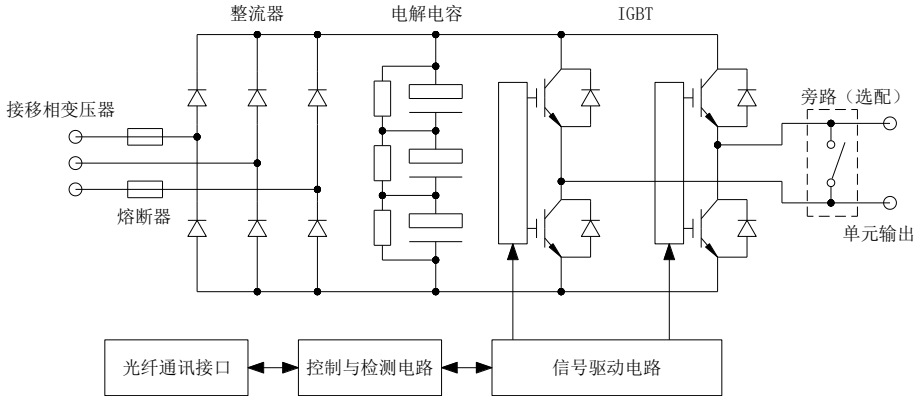 整流器
电解电容
IGBT
接移相变压器
旁路（选配）
熔断器
单元输出
光纤通讯接口
控制与检测电路
信号驱动电路